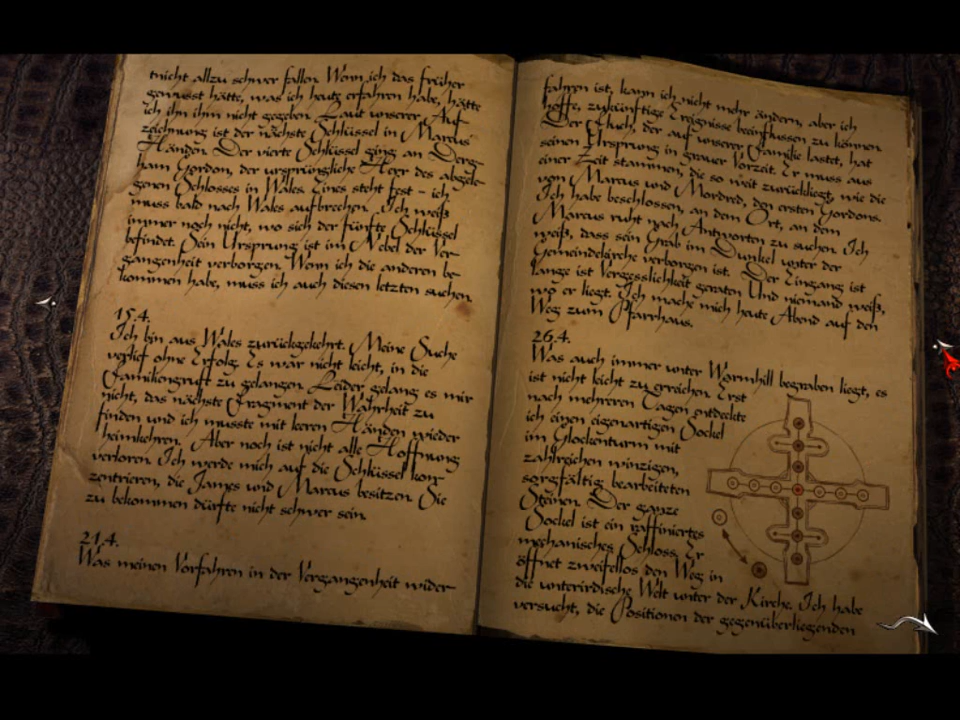 nicht allzu schwer fallen. Wenn ich das früher
gewusst hätte, was ich heute erfahren habe, hätte
ich ihn ihm nicht gegeben. Laut unserer Auf
zeichnung ist der nächste Schlüssel in Marcus'
Händen. Der vierte Schlüssel ging an Derg-
ham Gordon, der ursprüngliche Herr des abgele-
genen Schlosses in Wales. Eines steht fest - ich
muss bald nach Wales aufbrechen. Ich weiß
immer noch nicht, wo sich der fünfte Schlüssel
befindet. Sein Ursprung ist im Nebel der Ver
gangenheit verborgen. Wenn ich die anderen be-
kommen habe, muss ich auch diesen letzten suchen.
15.4.
Ich bin aus Wales zurückgekehrt. Meine Suche
verlief ohne Erfolg. Es war nicht leicht, in die
Familiengruft zu gelangen. Leider gelang es mir
nicht, das nächste Fragment der Wahrheit zu
finden und ich musste mit leeren Händen wieder
heimkehren. Aber noch ist nicht alle Hoffnung
verloren. Ich werde mich auf die Schlüssel kon-
zentrieren, die James und Marcus besitzen. Sie
zu bekommen dürfte nicht schwer sein.
21.4.
Was meinen Vorfahren in der Vergangenheit wider
fahren ist, kann ich nicht mehr ändern, aber ich
hoffe, zukünftige Ereignisse beeinflussen zu können
Der Fluch, der auf unserer Familie lastet, hat
seinen Ursprung in grauer Vorzeit. Er muss aus
einer Zeit stammen, die so weit zurückliegt, wie die
von Marcus und Mordred, den ersten Gordons.
Ich habe beschlossen, an dem Ort, an dem
Marcus ruht nach Antworten zu suchen. Ich
weiß, dass sein Grab im Dunkel unter der
Gemeindekirche verborgen ist. Der Eingang ist
lange ist Vergesslichkeit geraten Und niemand weiß,
wo er liegt. Ich mache mich heute Abend auf den
Weg zum Pfarrhaus.
26.4.
Was auch immer unter Warmhill begraben liegt, es
ist nicht leicht zu erreichen. Erst
nach mehreren Tagen entdeckte
ich einen eigenartigen Sockel
im Glockenturm mit
zahlreichen winzigen,
sorgfältig bearbeiteten
Steinen. Der ganze
Sockel ist ein raffiniertes
mechanisches Schloss. Er
öffnet zweifellos den Weg in
die unterirdische Welt unter der Kirche. Ich habe
versucht, die Positionen der gegenüberliegenden